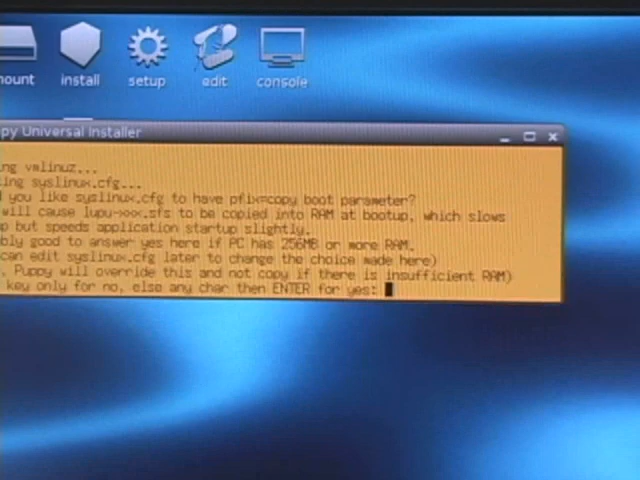 ount install setup edit console
py Universal Installer
ng vmlinuz...
ing syslinux.cfg...
d you like syslinux.cfg to have pfix=copy boot parameter?
will cause lupu-xxx.sfs to be copied into RAM at bootup, which slows
p but speeds application startup slightly.
bly good to answer yes here if PC has 256MB or more RAM.
can edit syslinux.cfg later to change the choice made here)
. Puppy will override this and not copy if there is insufficient RAM)
key only for no, else any char then ENTER for yes: